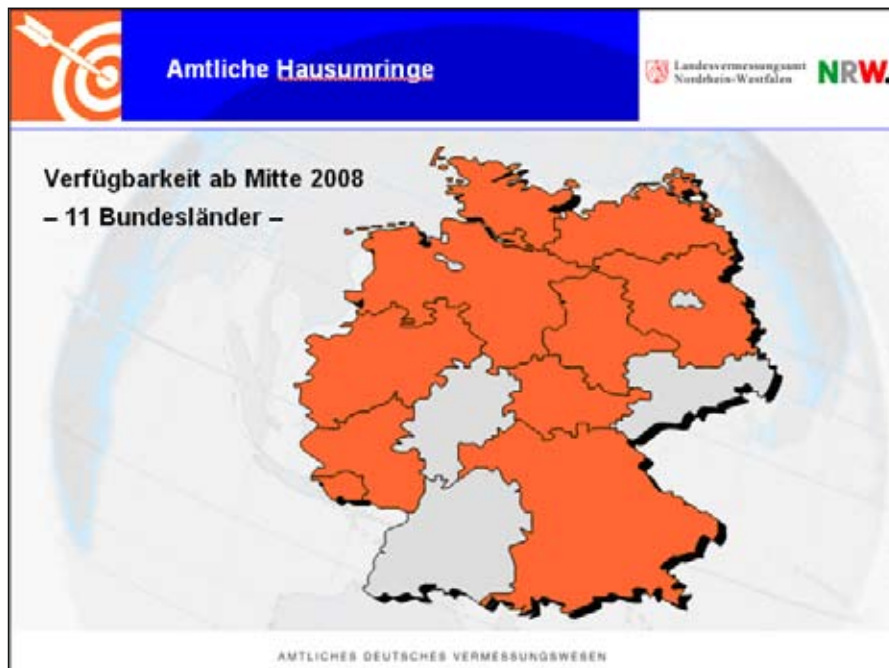 Amtliche Hausumringe
Landesvermessungsamt
Nordrhein-Westfalen
NRW.
Verfügbarkeit ab Mitte 2008
– 11 Bundesländer –
AMTLICHES DEUTSCHES VERMESSUNGSWESEN